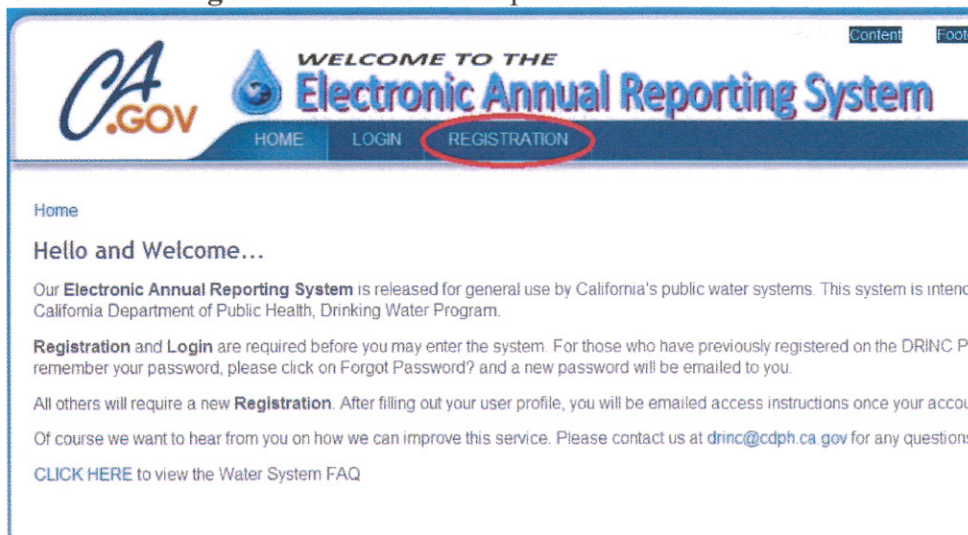 CA
.GOV
Content
WELCOME TO THE
Electronic Annual Reporting System
HOME LOGIN REGISTRATION
Home
Hello and Welcome...
Our Electronic Annual Reporting System is released for general use by California's public water systems. This system is
California Department of Public Health, Drinking Water Program.
Registration and Login are required before you may enter the system. For those who have previously registered on the DRINC P
remember your password, please click on Forgot Password? and a new password will be emailed to you.
All others will require a new Registration. After filling out your user profile, you will be emailed access instructions once your
Of course we want to hear from you on how we can improve this service. Please contact us at drinc@cdph.ca.gov for any questions
CLICK HERE to view the Water System FAQ